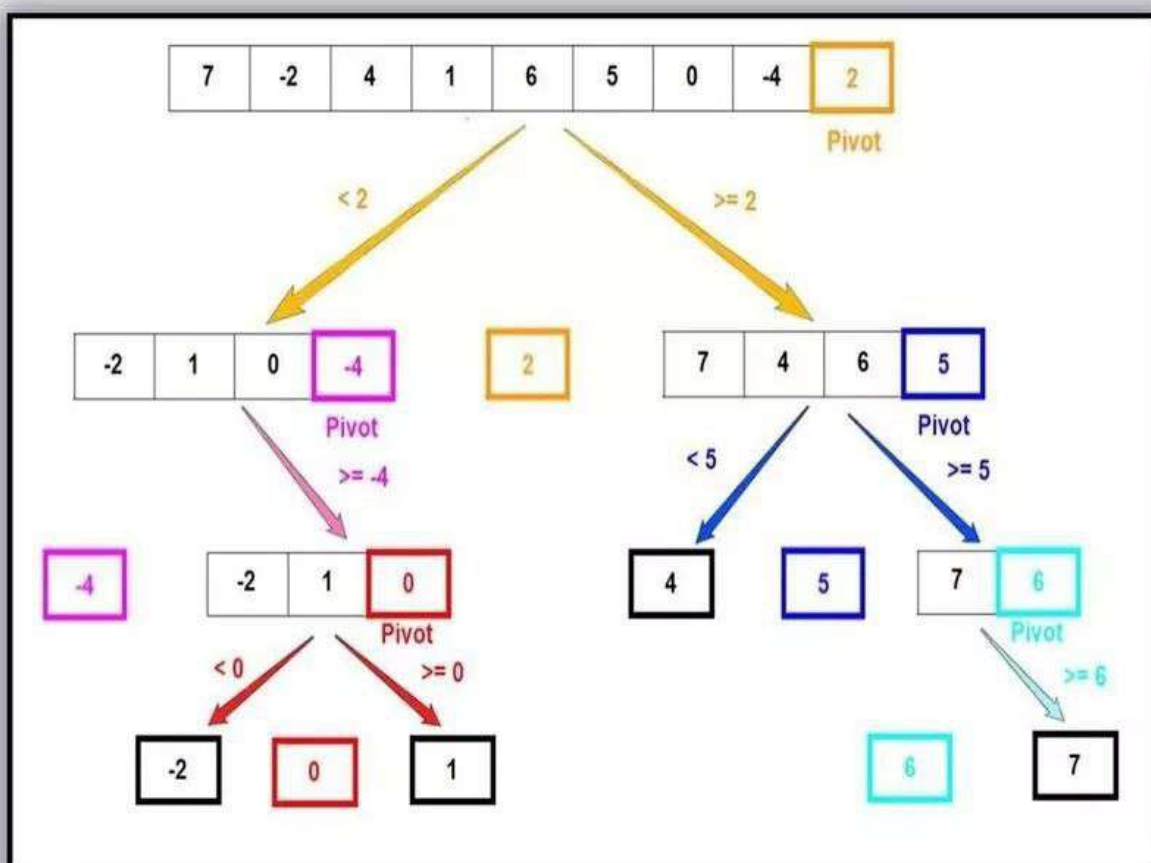 7 -2 4 1 6 5 0 -4 2
Pivot
< 2 >= 2
-2 1 0 -4 2 7 4 6 5
Pivot Pivot
< 5 >= 5
>= -4
-4 -2 1 0 4 5 7 6
Pivot Pivot
< 0 >= 0 >= 6
-2 0 1 6 7